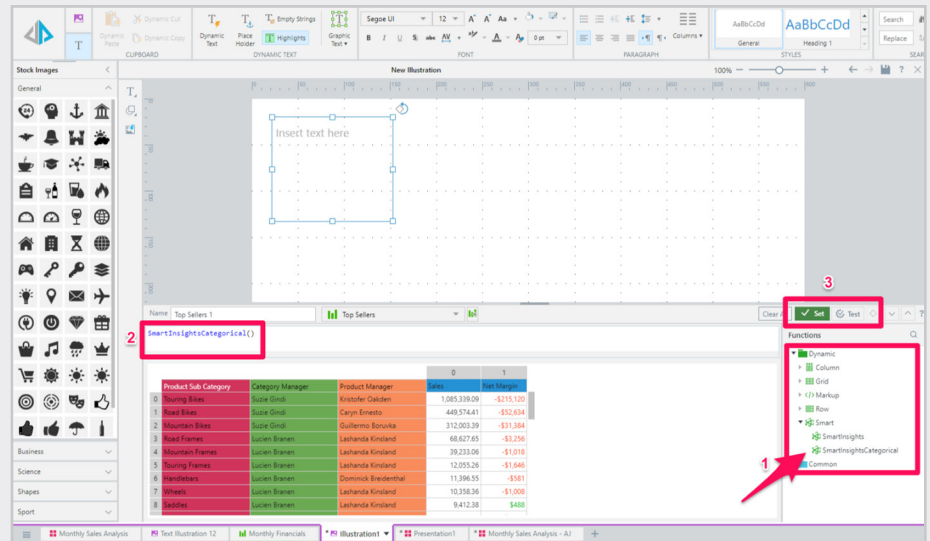 Dynamic Cut
Dynamic Paste
Dynamic Copy
CLIPBOARD
Dynamic Text
Place Holder
Empty Strings
Highlights
Graphic Text
DYNAMIC TEXT
Segoe UI
12
A A Aa
B I U S abc AV A 0 pt
FONT
Columns
PARAGRAPH
AaBbCcDd
General
AaBbCcDd
Heading 1
STYLES
Search
Replace
SEAR
Stock Images
New Illustration
100%
General
Insert text here
Business
Science
Shapes
Sport
Name Top Sellers 1
Top Sellers
Clear A
3
Set
Test
2
SmartInsightsCategorical()
Functions
Dynamic
Column
Grid
Markup
Row
Smart
SmartInsights
SmartInsightsCategorical
Common
1
0 1
Product Sub Category Category Manager Product Manager Sales Net Margin
0 Touring Bikes Suzie Gindi Kristofer Oakden 1,085,339.09 -$215,120
1 Road Bikes Suzie Gindi Caryn Ernesto 449,574.41 -$52,634
2 Mountain Bikes Suzie Gindi Guillermo Boruvka 312,003.39 -$31,384
3 Road Frames Lucien Branen Lashanda Kinsland 68,627.65 -$3,256
4 Mountain Frames Lucien Branen Lashanda Kinsland 39,233.06 -$1,018
5 Touring Frames Lucien Branen Lashanda Kinsland 12,055.26 -$1,646
6 Handlebars Lucien Branen Dominick Breidenthal 11,396.55 -$581
7 Wheels Lucien Branen Lashanda Kinsland 10,358.36 -$1,008
8 Saddles Lucien Branen Lashanda Kinsland 9,412.38 $488
Monthly Sales Analysis
Text Illustration 12
Monthly Financials
* Illustration1
* Presentation1
* Monthly Sales Analysis - AJ